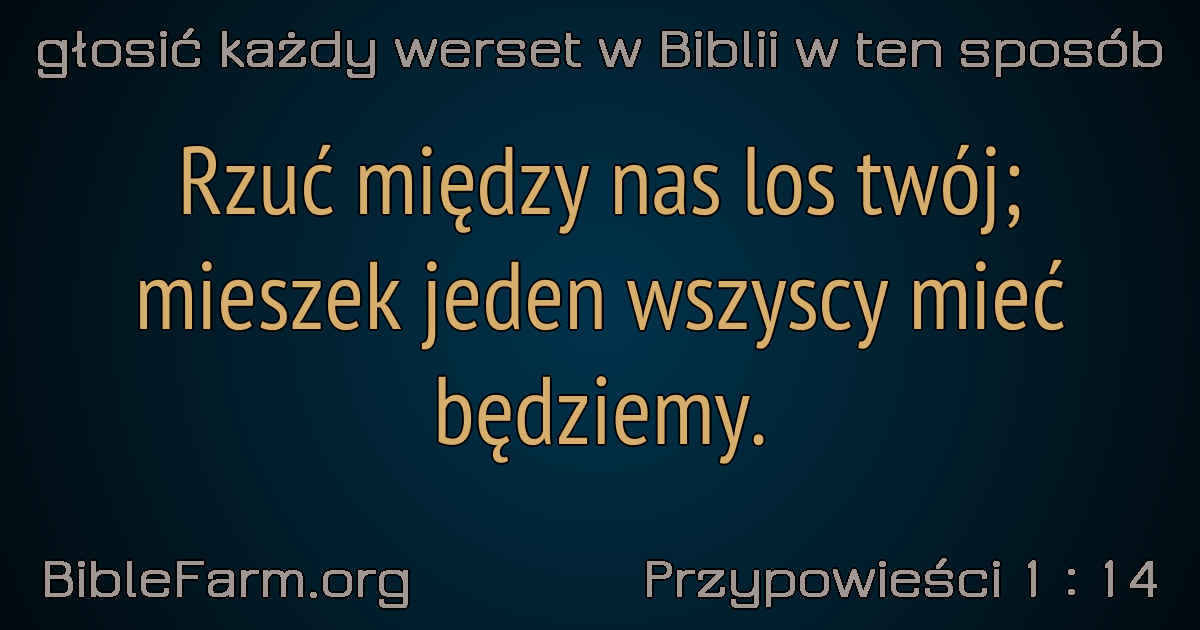 głosić każdy werset w Biblii w ten sposób
Rzuć między nas los twój;
mieszek jeden wszyscy mieć
będziemy.
BibleFarm.org
Przypowieści 1 : 14